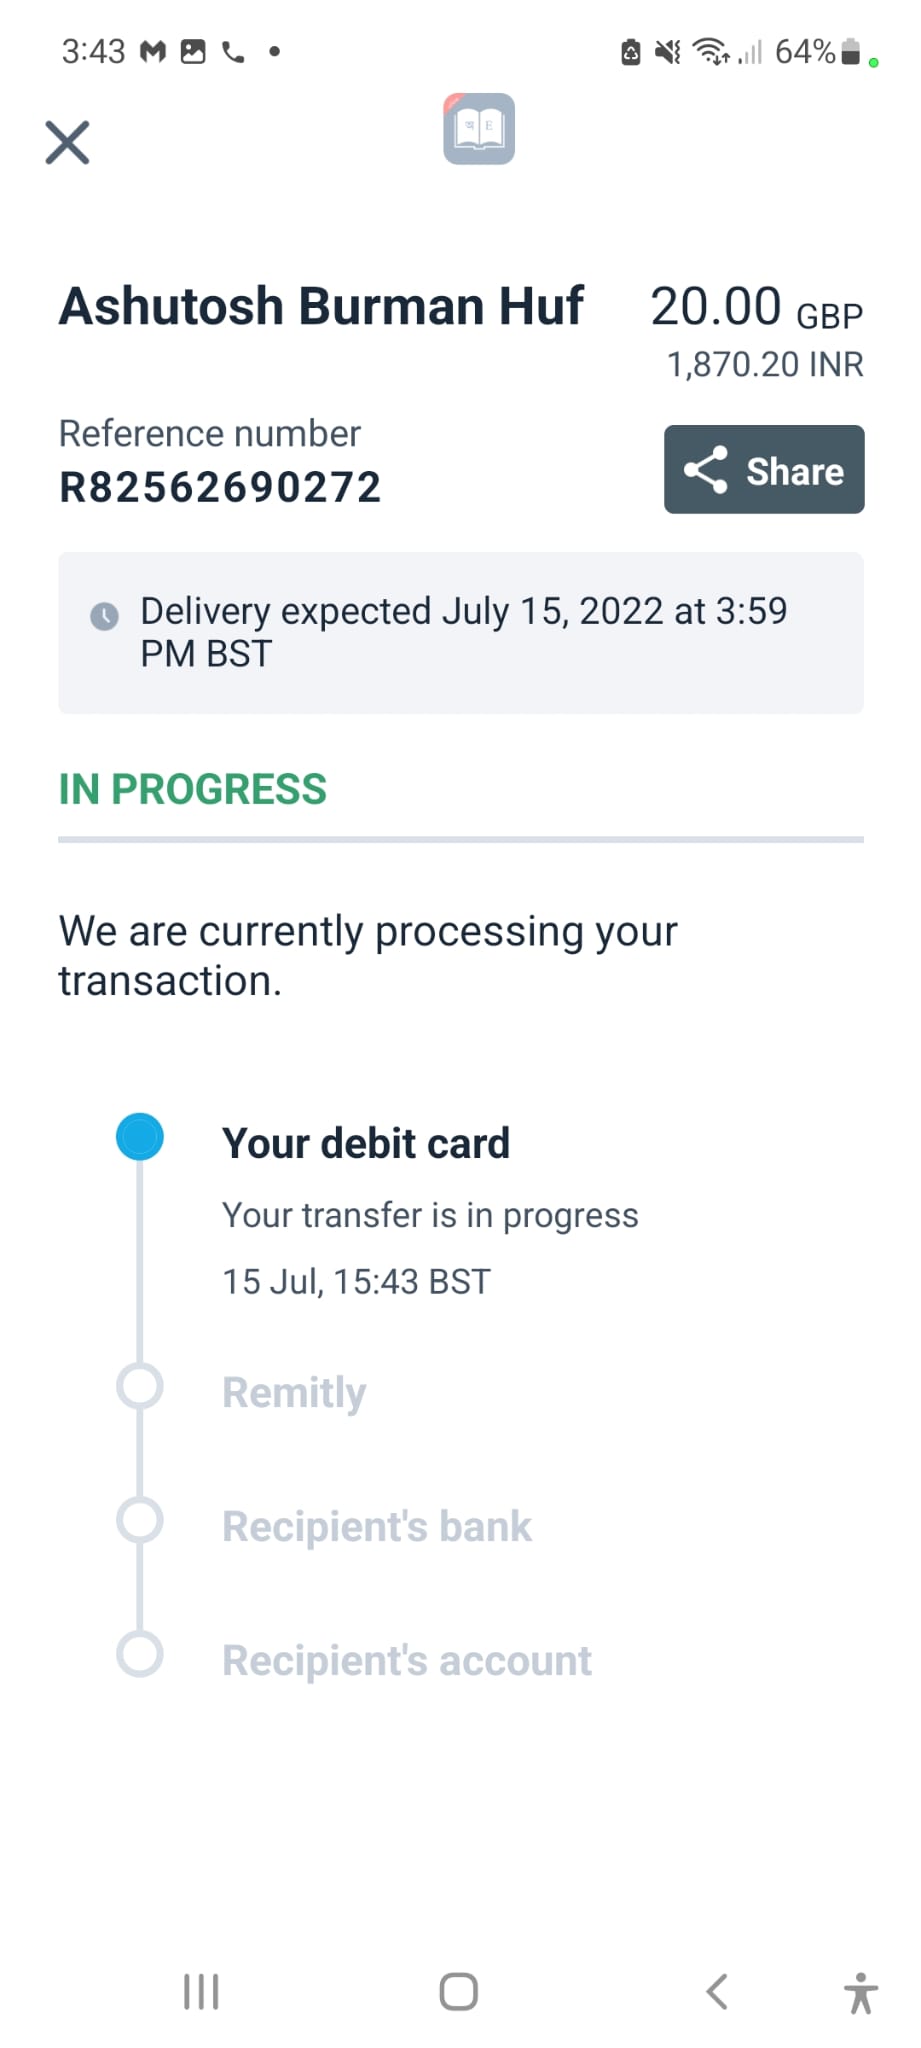 3:43
64%
অ E
Ashutosh Burman Huf
20.00 GBP
1,870.20 INR
Reference number
R82562690272
Share
Delivery expected July 15, 2022 at 3:59
PM BST
IN PROGRESS
We are currently processing your
transaction.
Your debit card
Your transfer is in progress
15 Jul, 15:43 BST
Remitly
Recipient's bank
Recipient's account